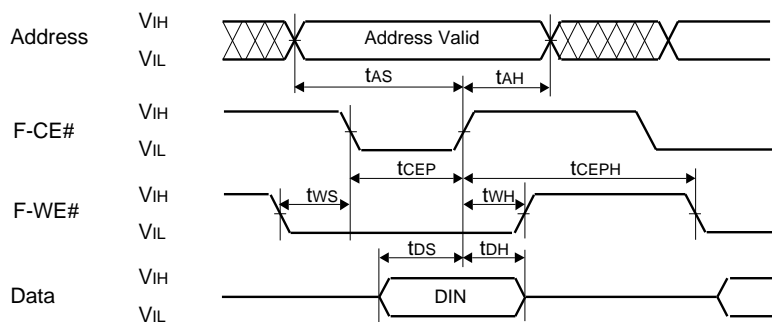 Address VIH Address Valid
VIL
tAS tAH
F-CE# VIH
VIL
tCEP tCEPH
F-WE# VIH tWS tWH
VIL
tDS tDH
Data VIH DIN
VIL